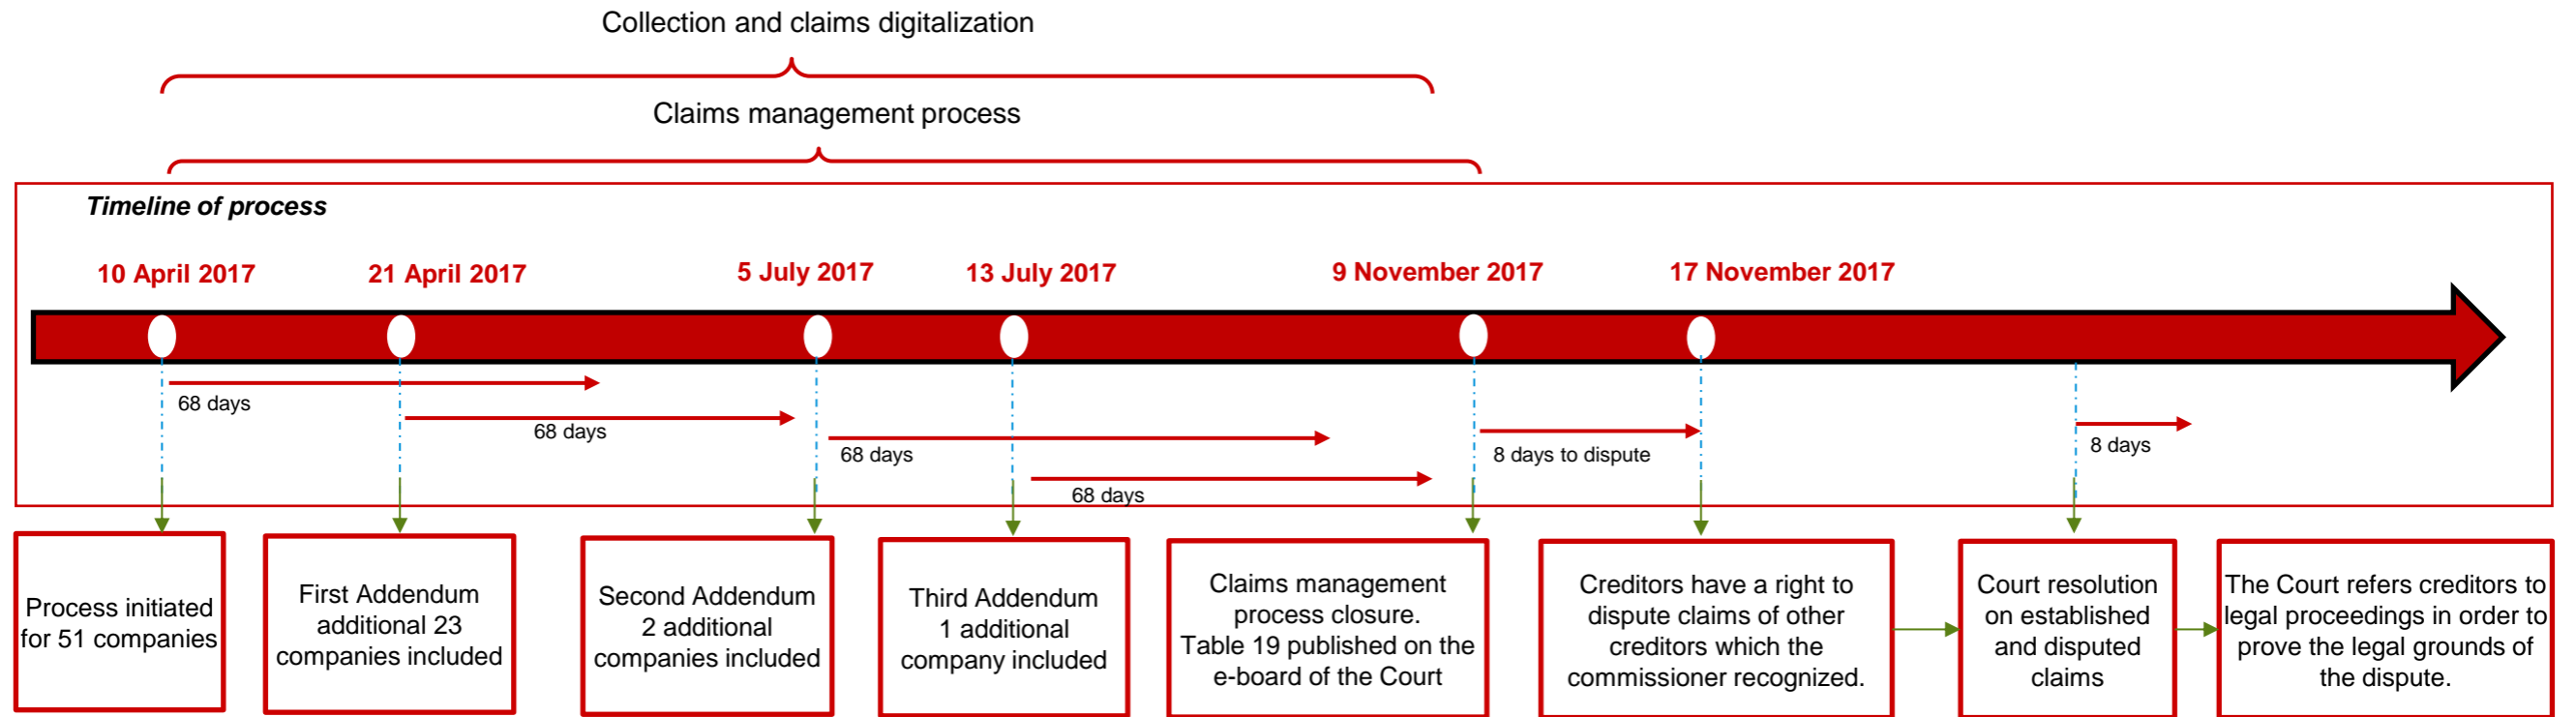 Collection and claims digitalization
Claims management process
Timeline of process
10 April 2017
21 April 2017
5 July 2017
13 July 2017
9 November 2017
17 November 2017
68 days
68 days
68 days
68 days
8 days to dispute
8 days
Process initiated
for 51 companies
First Addendum
additional 23
companies included
Second Addendum
2 additional
companies included
Third Addendum
1 additional
company included
Claims management
process closure.
Table 19 published on the
e-board of the Court
Creditors have a right to
dispute claims of other
creditors which the
commissioner recognized.
Court resolution
on established
and disputed
claims
The Court refers creditors to
legal proceedings in order to
prove the legal grounds of
the dispute.